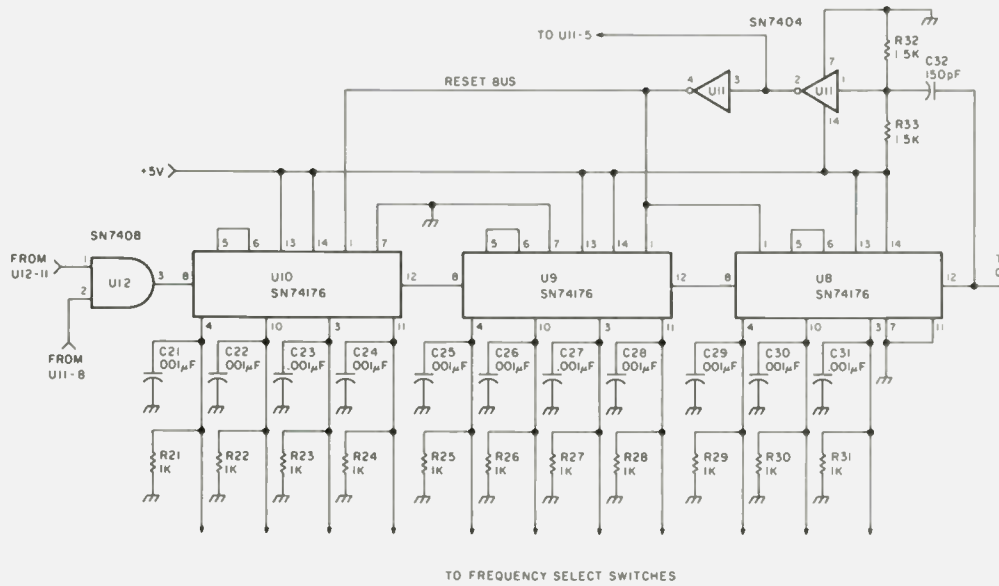 SN7404
TO U11-5
R32
1.5K
C32
150pF
7
RESET BUS
4
U11
3
2
U11
1
14
R33
1.5K
+5V
5
6
13
14
1
7
5
6
7
13
14
1
1
5
6
13
14
SN7408
FROM
U12-11
1
2
U12
3
8
U10
SN74176
12
8
U9
SN74176
12
8
U8
SN74176
12
FROM
U11-8
4
10
3
11
4
10
3
11
4
10
3
7
11
C21
.001µF
C22
.001µF
C23
.001µF
C24
.001µF
C25
.001µF
C26
.001µF
C27
.001µF
C28
.001µF
C29
.001µF
C30
.001µF
C31
.001µF
R21
1K
R22
1K
R23
1K
R24
1K
R25
1K
R26
1K
R27
1K
R28
1K
R29
1K
R30
1K
R31
1K
TO FREQUENCY SELECT SWITCHES